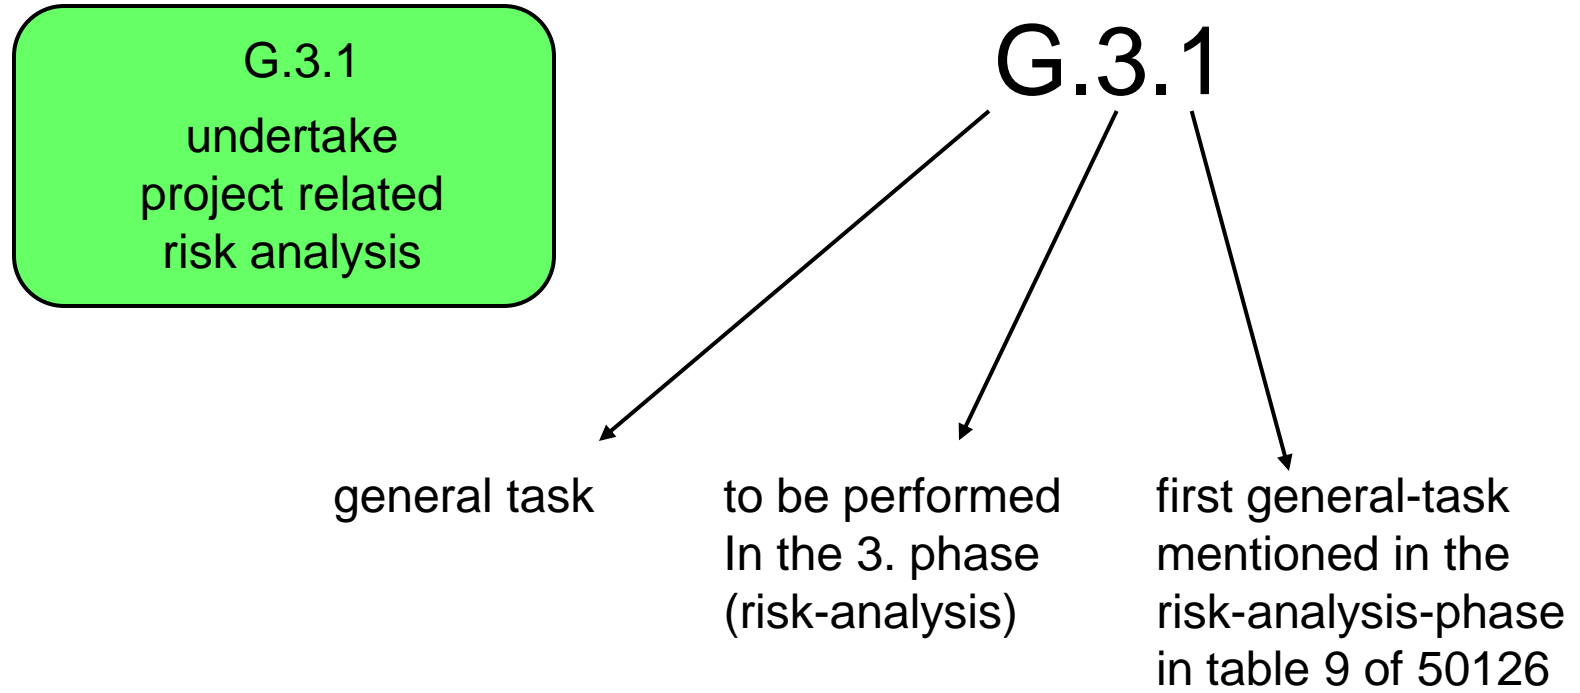 G.3.1
undertake
project related
risk analysis
G.3.1
general task
to be performed
In the 3. phase
(risk-analysis)
first general-task
mentioned in the
risk-analysis-phase
in table 9 of 50126